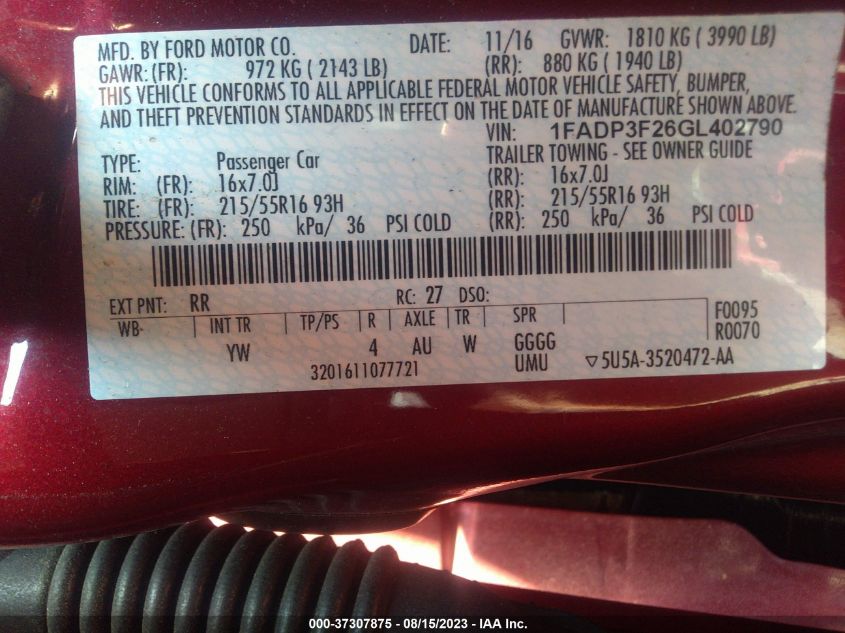 MFD. BY FORD MOTOR CO. DATE: 11/16 GVWR: 1810 KG ( 3990 LB)
GAWR:(FR): 972 KG ( 2143 LB) (RR): 880 KG ( 1940 LB)
THIS VEHICLE CONFORMS TO ALL APPLICABLE FEDERAL MOTOR VEHICLE SAFETY, BUMPER,
AND THEFT PREVENTION STANDARDS IN EFFECT ON THE DATE OF MANUFACTURE SHOWN ABOVE.
VIN: 1FADP3F26GL402790
TYPE: Passenger Car TRAILER TOWING - SEE OWNER GUIDE
RIM: (FR): 16x7.0J (RR): 16x7.0J
TIRE: (FR): 215/55R16 93H (RR): 215/55R16 93H
PRESSURE: (FR): 250 kPa/ 36 PSI COLD (RR): 250 kPa/ 36 PSI COLD
EXT PNT: RR RC: 27 DSO:
WB- INT TR TP/PS R AXLE TR SPR F0095
R0070
YW 4 AU W GGGG
3201611077721 UMU ▽5U5A-3520472-AA
000-37307875 - 08/15/2023 - IAA Inc.